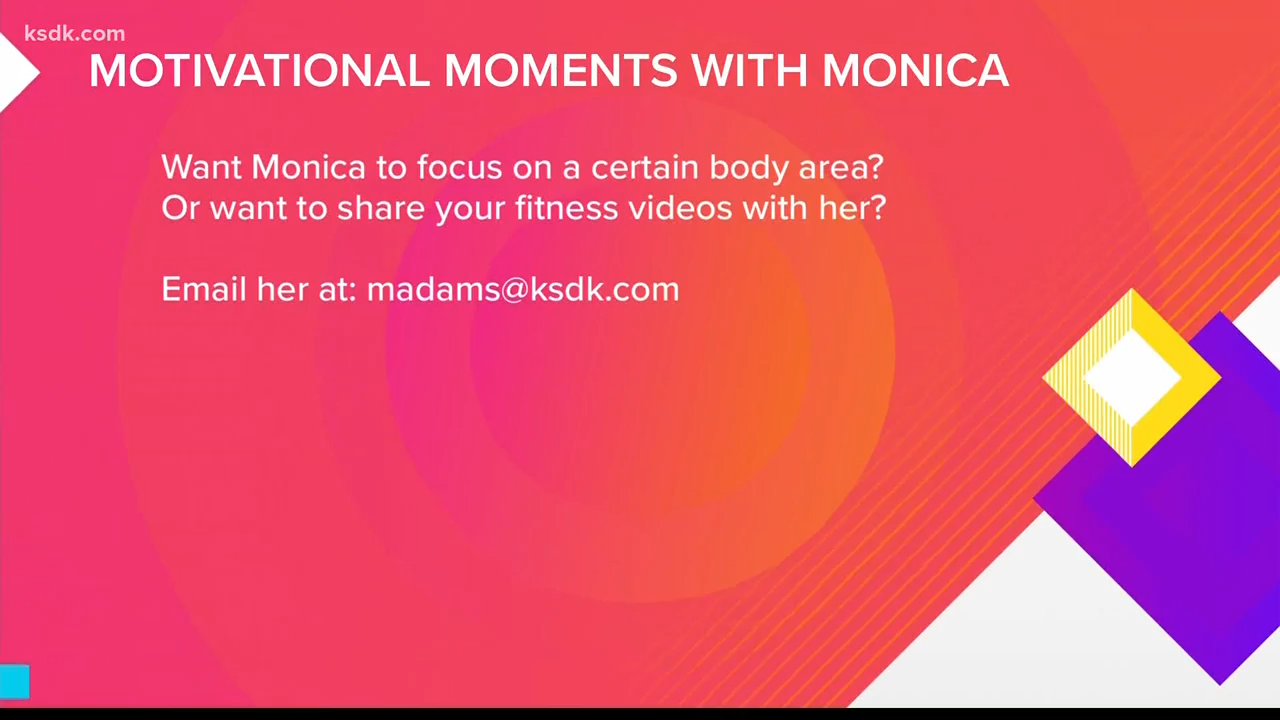 ksdk.com
MOTIVATIONAL MOMENTS WITH MONICA
Want Monica to focus on a certain body area?
Or want to share your fitness videos with her?
Email her at: madams@ksdk.com